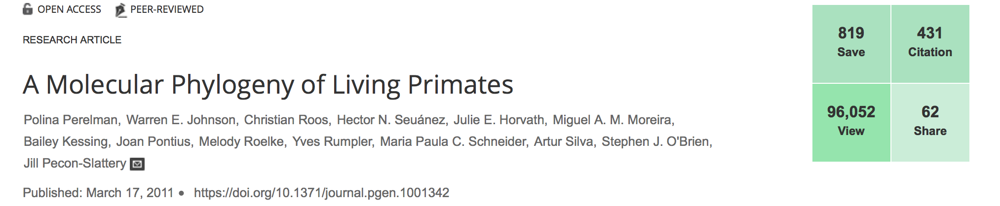 OPEN ACCESS PEER-REVIEWED
RESEARCH ARTICLE
A Molecular Phylogeny of Living Primates
Polina Perelman, Warren E. Johnson, Christian Roos, Hector N. Seuánez, Julie E. Horvath, Miguel A. M. Moreira,
Bailey Kessing, Joan Pontius, Melody Roelke, Yves Rumpler, Maria Paula C. Schneider, Artur Silva, Stephen J. O'Brien,
Jill Pecon-Slattery
Published: March 17, 2011 • https://doi.org/10.1371/journal.pgen.1001342
819
Save
431
Citation
96,052
View
62
Share